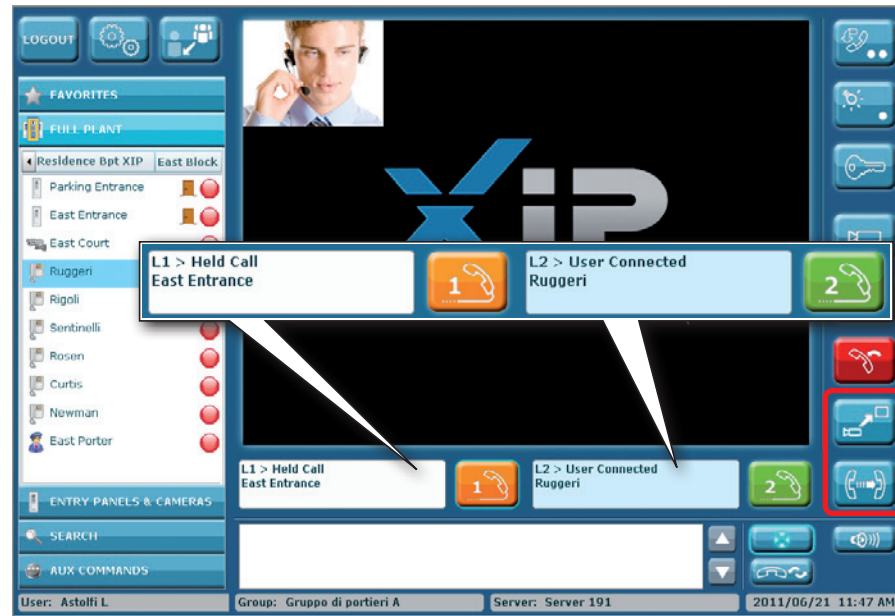 LOGOUT
FAVORITES
FULL PLANT
Residence Bpt XIP East Block
Parking Entrance
East Entrance
East Court
Ruggeri
Rigoli
Sentinelli
Rosen
Curtis
Newman
East Porter
ENTRY PANELS & CAMERAS
SEARCH
AUX COMMANDS
XIP
L1 > Held Call
East Entrance
1
L2 > User Connected
Ruggeri
2
L1 > Held Call
East Entrance
1
L2 > User Connected
Ruggeri
2
User: Astolfi L
Group: Gruppo di portieri A
Server: Server 191
2011/06/21 11:47 AM